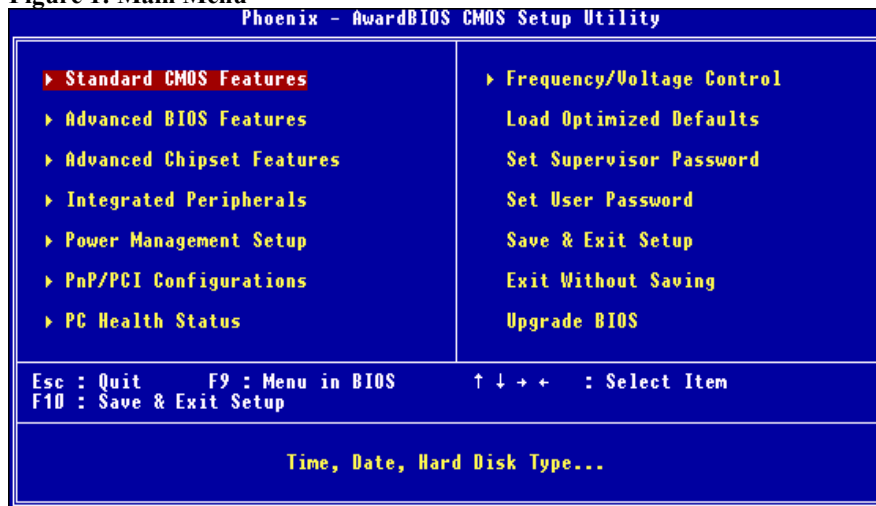 Figure 1: Main Menu
Phoenix - AwardBIOS CMOS Setup Utility
Standard CMOS Features
Advanced BIOS Features
Advanced Chipset Features
Integrated Peripherals
Power Management Setup
PnP/PCI Configurations
PC Health Status
Frequency/Voltage Control
Load Optimized Defaults
Set Supervisor Password
Set User Password
Save & Exit Setup
Exit Without Saving
Upgrade BIOS
Esc : Quit F9 : Menu in BIOS ↑ ↓ → ← : Select Item
F10 : Save & Exit Setup
Time, Date, Hard Disk Type...